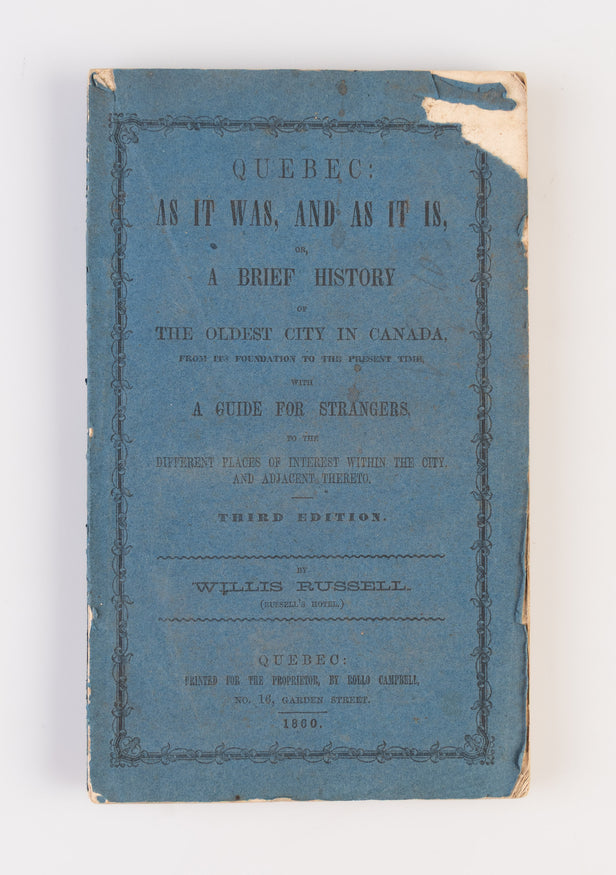 QUEBEC:
AS IT WAS, AND AS IT IS,
OR,
A BRIEF HISTORY
OF
THE OLDEST CITY IN CANADA,
FROM ITS FOUNDATION TO THE PRESENT TIME,
WITH
A GUIDE FOR STRANGERS,
TO THE
DIFFERENT PLACES OF INTEREST WITHIN THE CITY,
AND ADJACENT THERETO.
THIRD EDITION.
BY
WILLIS RUSSELL.
(RUSSELL'S HOTEL.)
QUEBEC:
PRINTED FOR THE PROPRIETOR, BY ROLLO CAMPBELL,
NO. 16, GARDEN STREET.
1860.